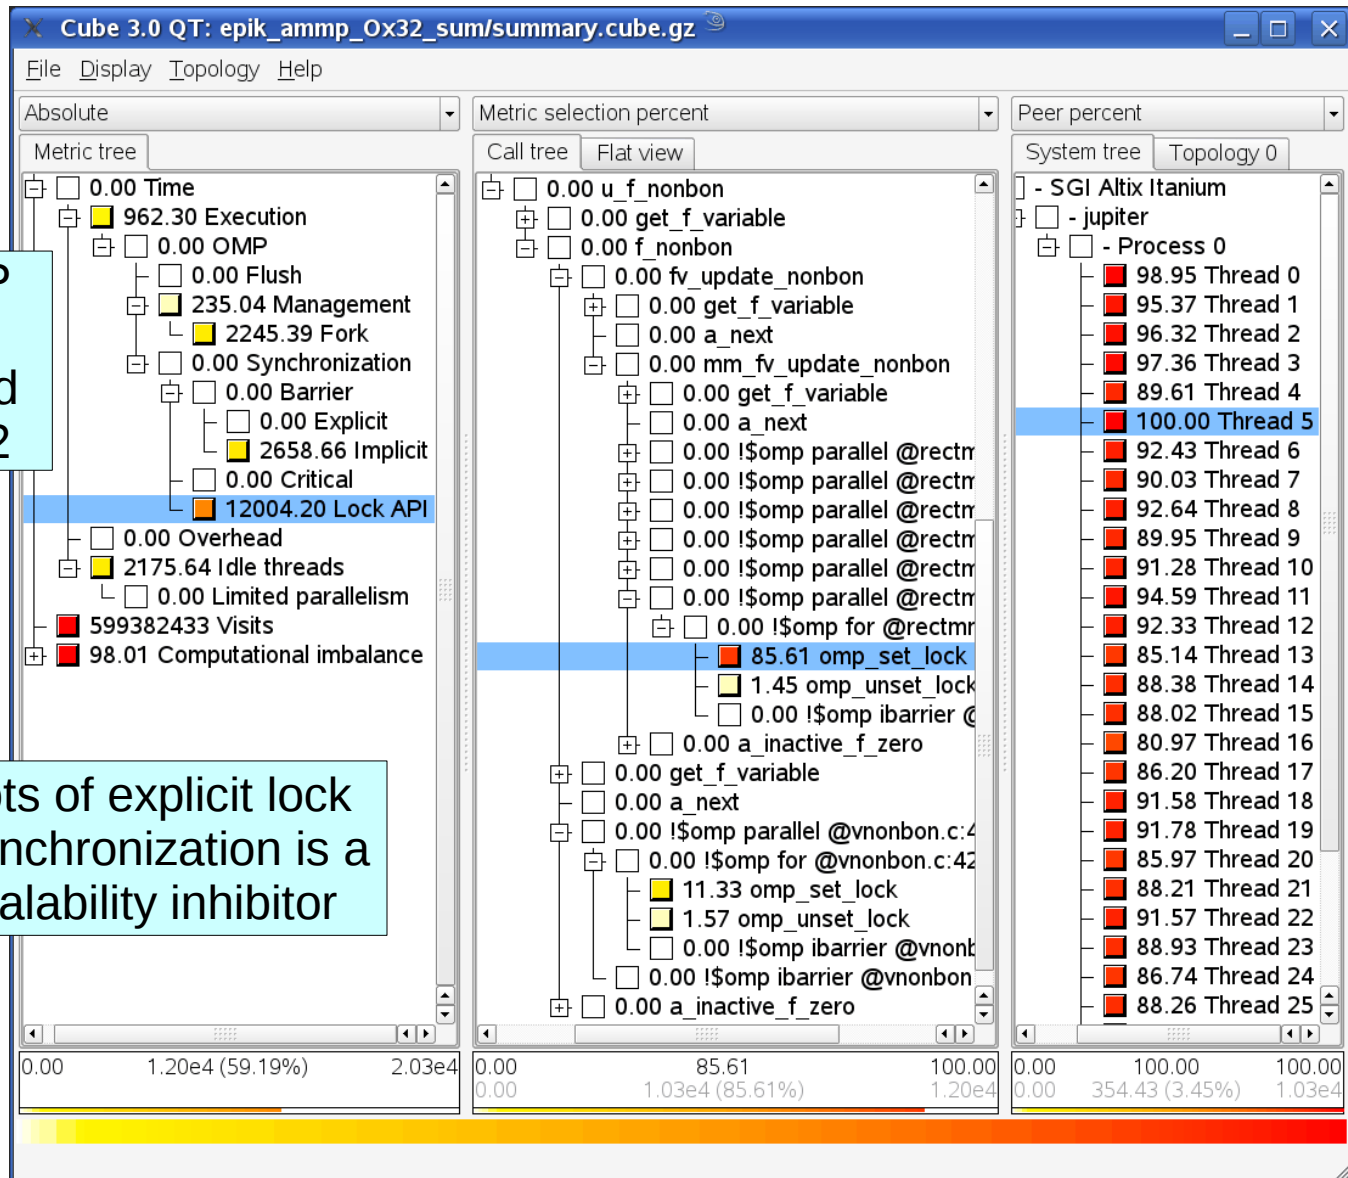 Cube 3.0 QT: epik_ammp_Ox32_sum/summary.cube.gz
File Display Topology Help
Absolute
Metric tree
0.00 Time
962.30 Execution
0.00 OMP
0.00 Flush
235.04 Management
2245.39 Fork
0.00 Synchronization
0.00 Barrier
0.00 Explicit
2658.66 Implicit
0.00 Critical
12004.20 Lock API
0.00 Overhead
2175.64 Idle threads
0.00 Limited parallelism
599382433 Visits
98.01 Computational imbalance
P
d
2
ots of explicit lock
nchronization is a
alability inhibitor
0.00 1.20e4 (59.19%) 2.03e4
Metric selection percent
Call tree Flat view
0.00 u_f_nonbon
0.00 get_f_variable
0.00 f_nonbon
0.00 fv_update_nonbon
0.00 get_f_variable
0.00 a_next
0.00 mm_fv_update_nonbon
0.00 get_f_variable
0.00 a_next
0.00 !$omp parallel @rectm
0.00 !$omp parallel @rectm
0.00 !$omp parallel @rectm
0.00 !$omp parallel @rectm
0.00 !$omp parallel @rectm
0.00 !$omp parallel @rectm
0.00 !$omp for @rectmm
85.61 omp_set_lock
1.45 omp_unset_lock
0.00 !$omp ibarrier @
0.00 a_inactive_f_zero
0.00 get_f_variable
0.00 a_next
0.00 !$omp parallel @vnonbon.c:4
0.00 !$omp for @vnonbon.c:42
11.33 omp_set_lock
1.57 omp_unset_lock
0.00 !$omp ibarrier @vnonb
0.00 !$omp ibarrier @vnonbon
0.00 a_inactive_f_zero
0.00 85.61 100.00
0.00 1.03e4 (85.61%) 1.20e4
Peer percent
System tree Topology 0
- SGI Altix Itanium
- jupiter
- Process 0
98.95 Thread 0
95.37 Thread 1
96.32 Thread 2
97.36 Thread 3
89.61 Thread 4
100.00 Thread 5
92.43 Thread 6
90.03 Thread 7
92.64 Thread 8
89.95 Thread 9
91.28 Thread 10
94.59 Thread 11
92.33 Thread 12
85.14 Thread 13
88.38 Thread 14
88.02 Thread 15
80.97 Thread 16
86.20 Thread 17
91.58 Thread 18
91.78 Thread 19
85.97 Thread 20
88.21 Thread 21
91.57 Thread 22
88.93 Thread 23
86.74 Thread 24
88.26 Thread 25
0.00 100.00 100.00
0.00 354.43 (3.45%) 1.03e4